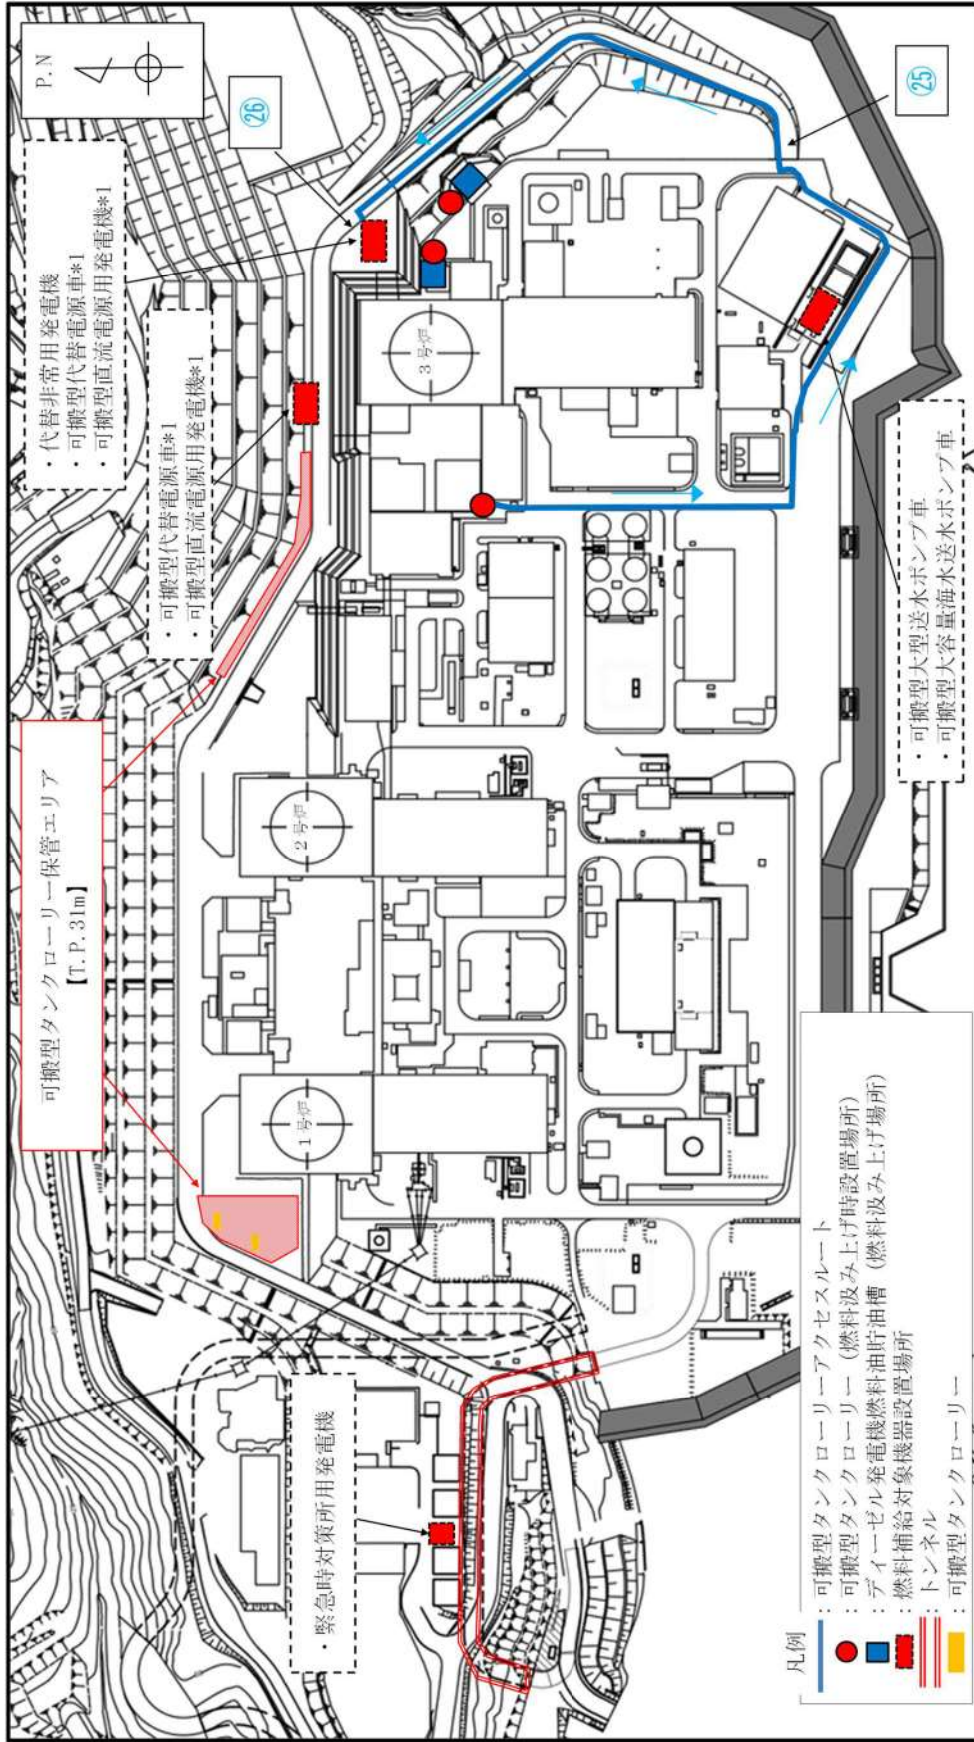 P.N
・代替非常用発電機
・可搬型代替電源車*1
・可搬型直流電源用発電機*1
㉖
・可搬型代替電源車*1
・可搬型直流電源用発電機*1
可搬型タンクローリー保管エリア
【T.P.31m】
㉕
3号炉
2号炉
1号炉
・可搬型大型送水ポンプ車
・可搬型大容量海水送水ポンプ車
・緊急時対策所用発電機
凡例
：可搬型タンクローリーアクセスルート
：可搬型タンクローリー（燃料汲み上げ時設置場所）
：ディーゼル発電機燃料油貯油槽（燃料汲み上げ場所）
：燃料補給対象機器設置場所
：トンネル
：可搬型タンクローリー